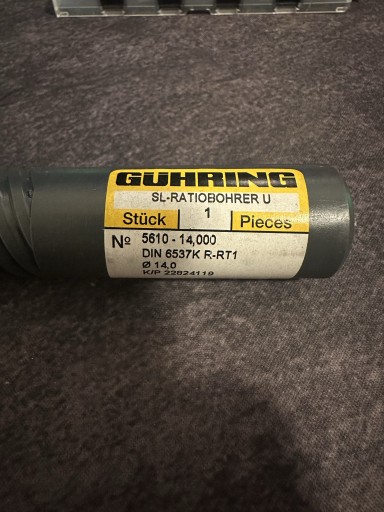 GÜHRING
SL-RATIOBOHRER U
Stück 1 Pieces
№ 5610 - 14,000
DIN 6537K R-RT1
Ø 14,0
K/P 22824119